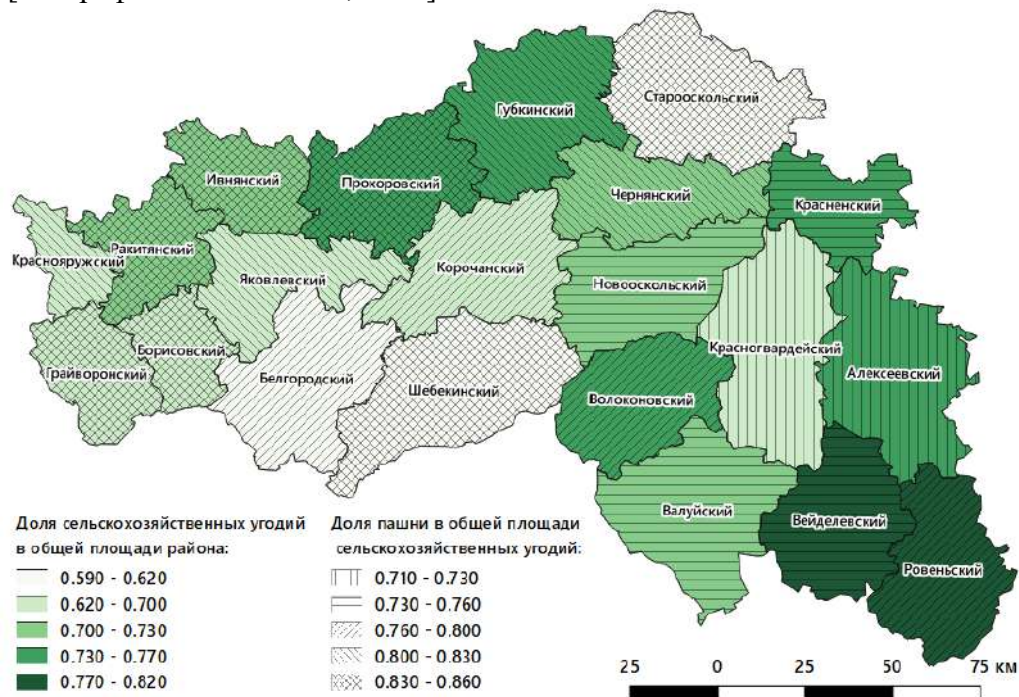 Старооскольский
Губкинский
Ивнянский
Прохоровский
Чернянский
Красненский
Ракитянский
Краснояружский
Яковлевский
Корочанский
Новооскольский
Борисовский
Грайворонский
Белгородский
Шебекинский
Красногвардейский
Алексеевский
Волоконовский
Валуйский
Вейделевский
Ровеньский
Доля сельскохозяйственных угодий
в общей площади района:
0.590 - 0.620
0.620 - 0.700
0.700 - 0.730
0.730 - 0.770
0.770 - 0.820
Доля пашни в общей площади
сельскохозяйственных угодий:
0.710 - 0.730
0.730 - 0.760
0.760 - 0.800
0.800 - 0.830
0.830 - 0.860
25 0 25 50 75 км